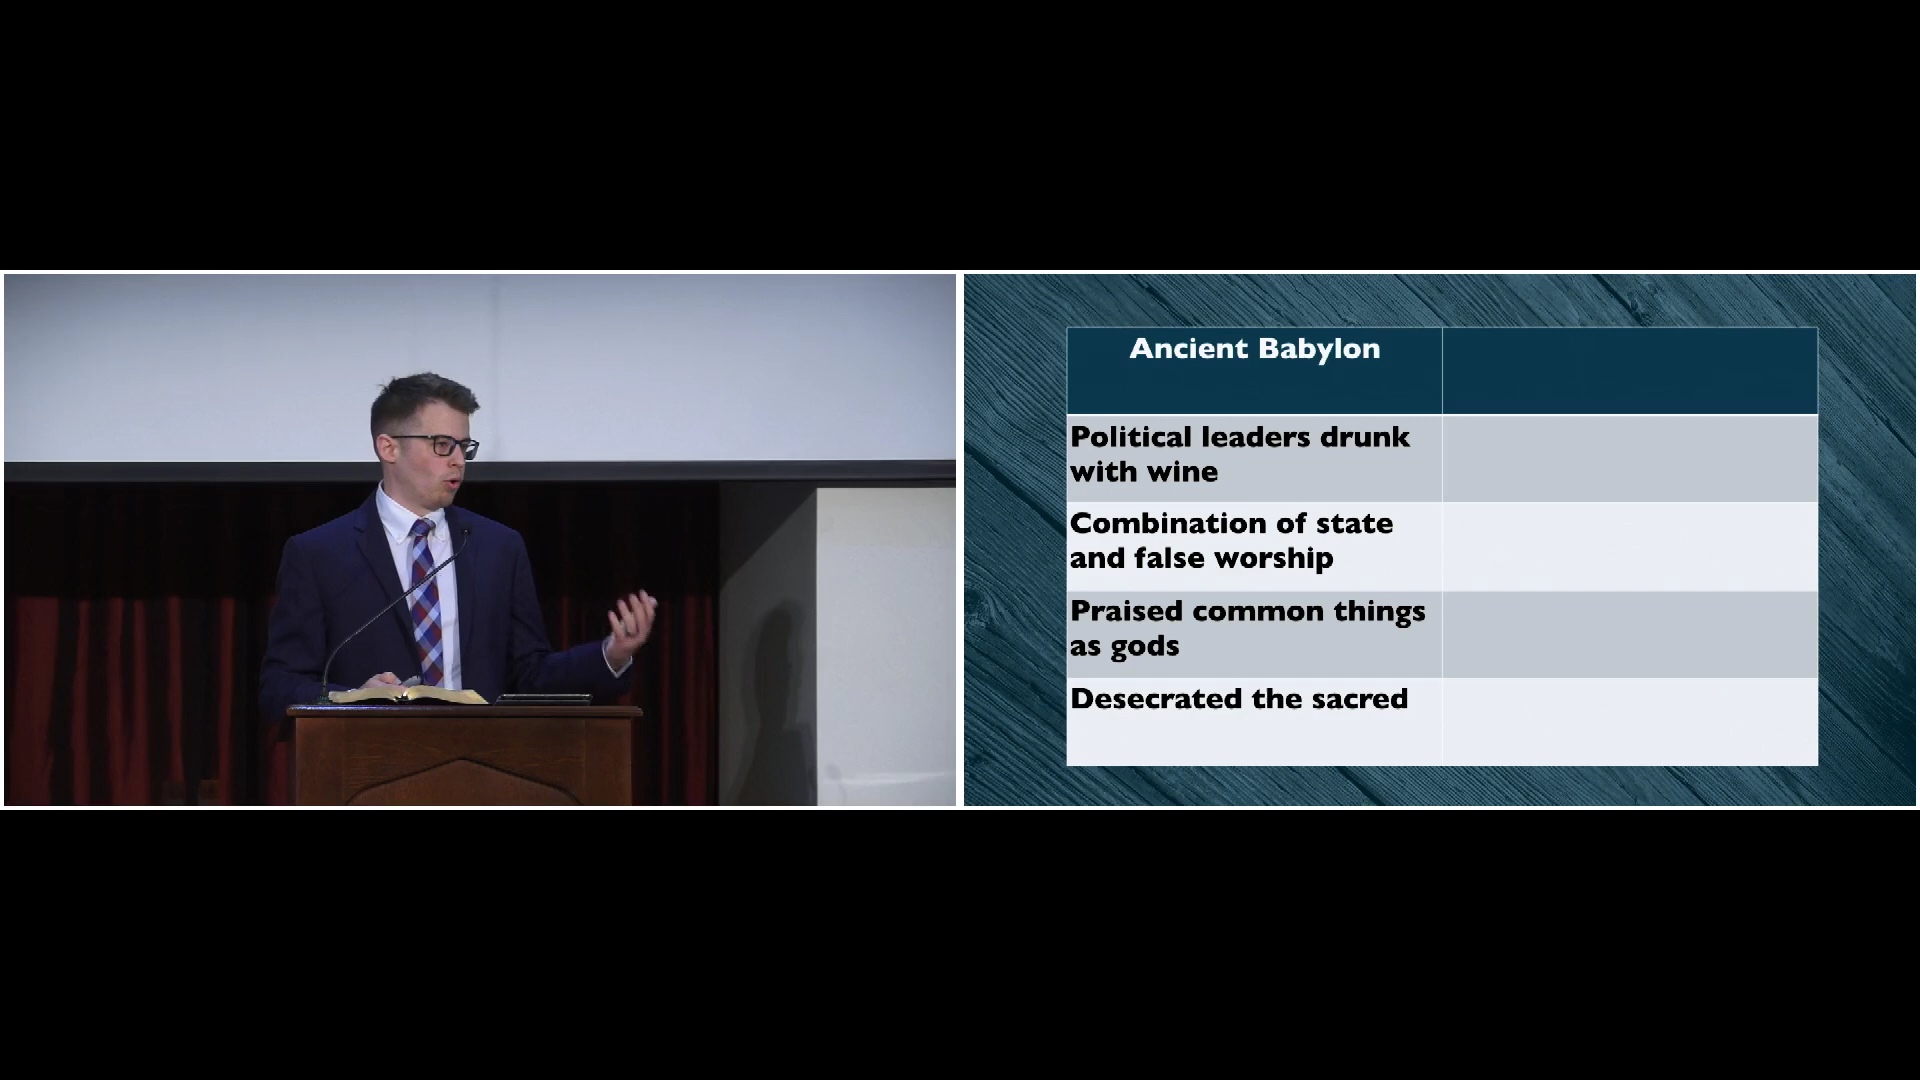 Ancient Babylon
Political leaders drunk
with wine
Combination of state
and false worship
Praised common things
as gods
Desecrated the sacred